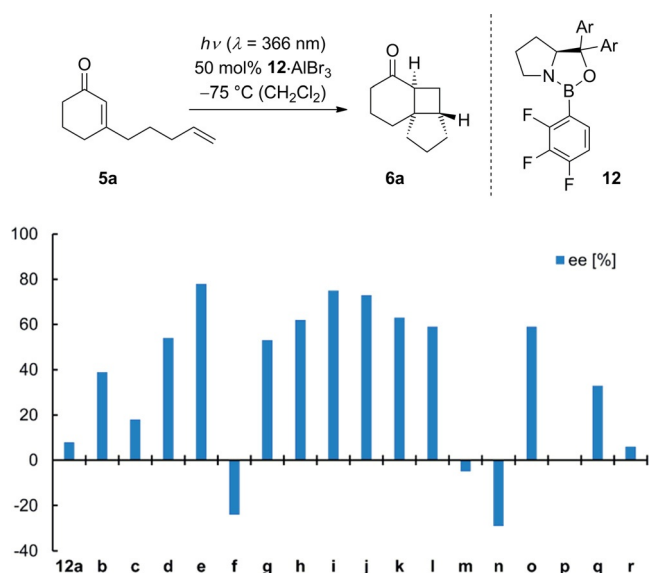 hν (λ = 366 nm)
50 mol% 12·AlBr₃
−75 °C (CH₂Cl₂)
O
5a
O
H
H
6a
Ar
Ar
N
O
B
F
F
F
12
ee [%]
100
80
60
40
20
0
-20
-40
12a b c d e f g h i j k l m n o p q r